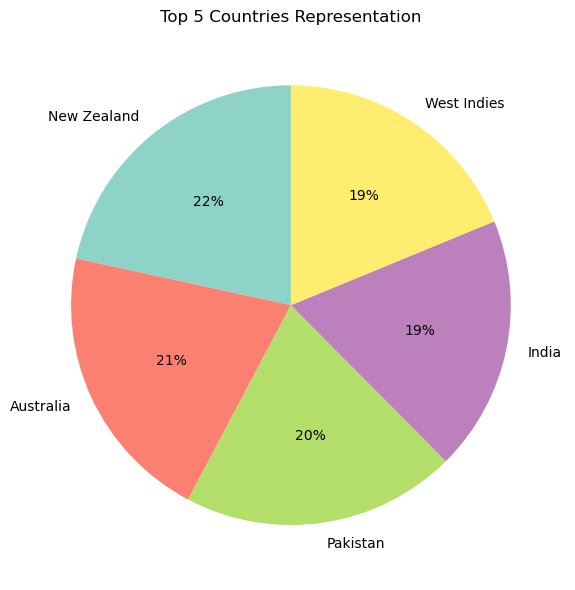 Top 5 Countries Representation
New Zealand
22%
Australia
21%
Pakistan
20%
India
19%
West Indies
19%